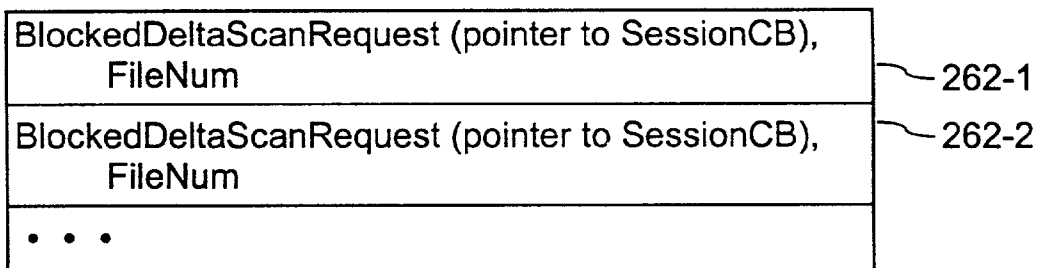 BlockedDeltaScanRequest (pointer to SessionCB),
FileNum
262-1
BlockedDeltaScanRequest (pointer to SessionCB),
262-2
FileNum
• • •